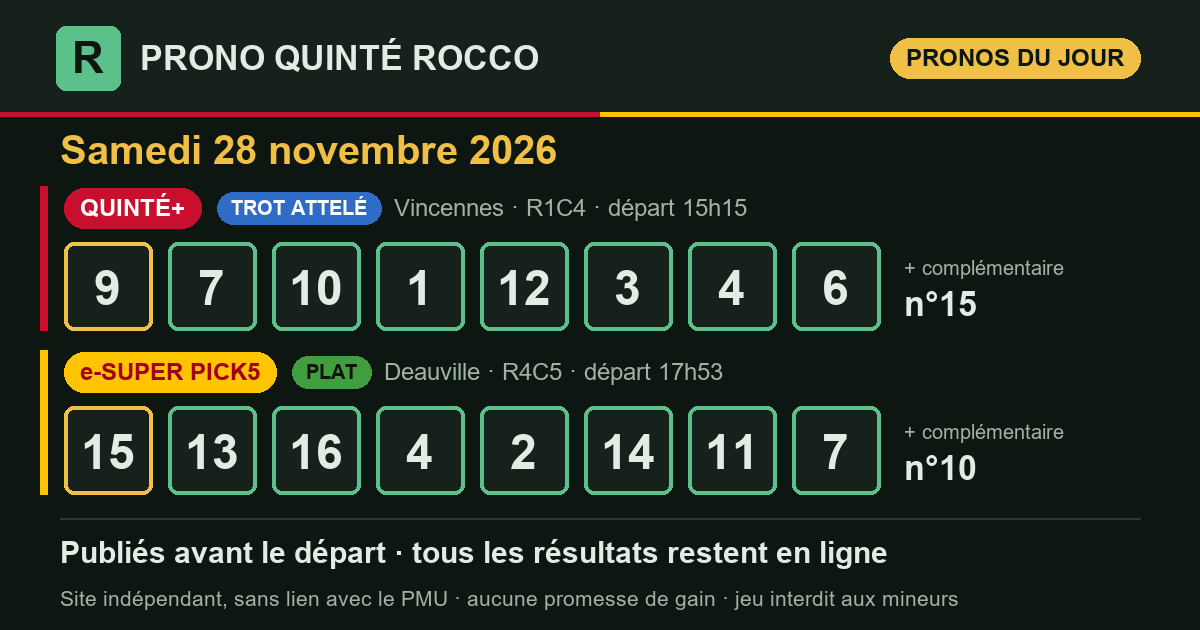 R PRONO QUINTÉ ROCCO PRONOS DU JOUR
Samedi 28 novembre 2026
QUINTÉ+ TROT ATTELÉ Vincennes · R1C4 · départ 15h15
9 7 10 1 12 3 4 6
+ complémentaire
n°15
e-SUPER PICK5 PLAT Deauville · R4C5 · départ 17h53
15 13 16 4 2 14 11 7
+ complémentaire
n°10
Publiés avant le départ · tous les résultats restent en ligne
Site indépendant, sans lien avec le PMU · aucune promesse de gain · jeu interdit aux mineurs